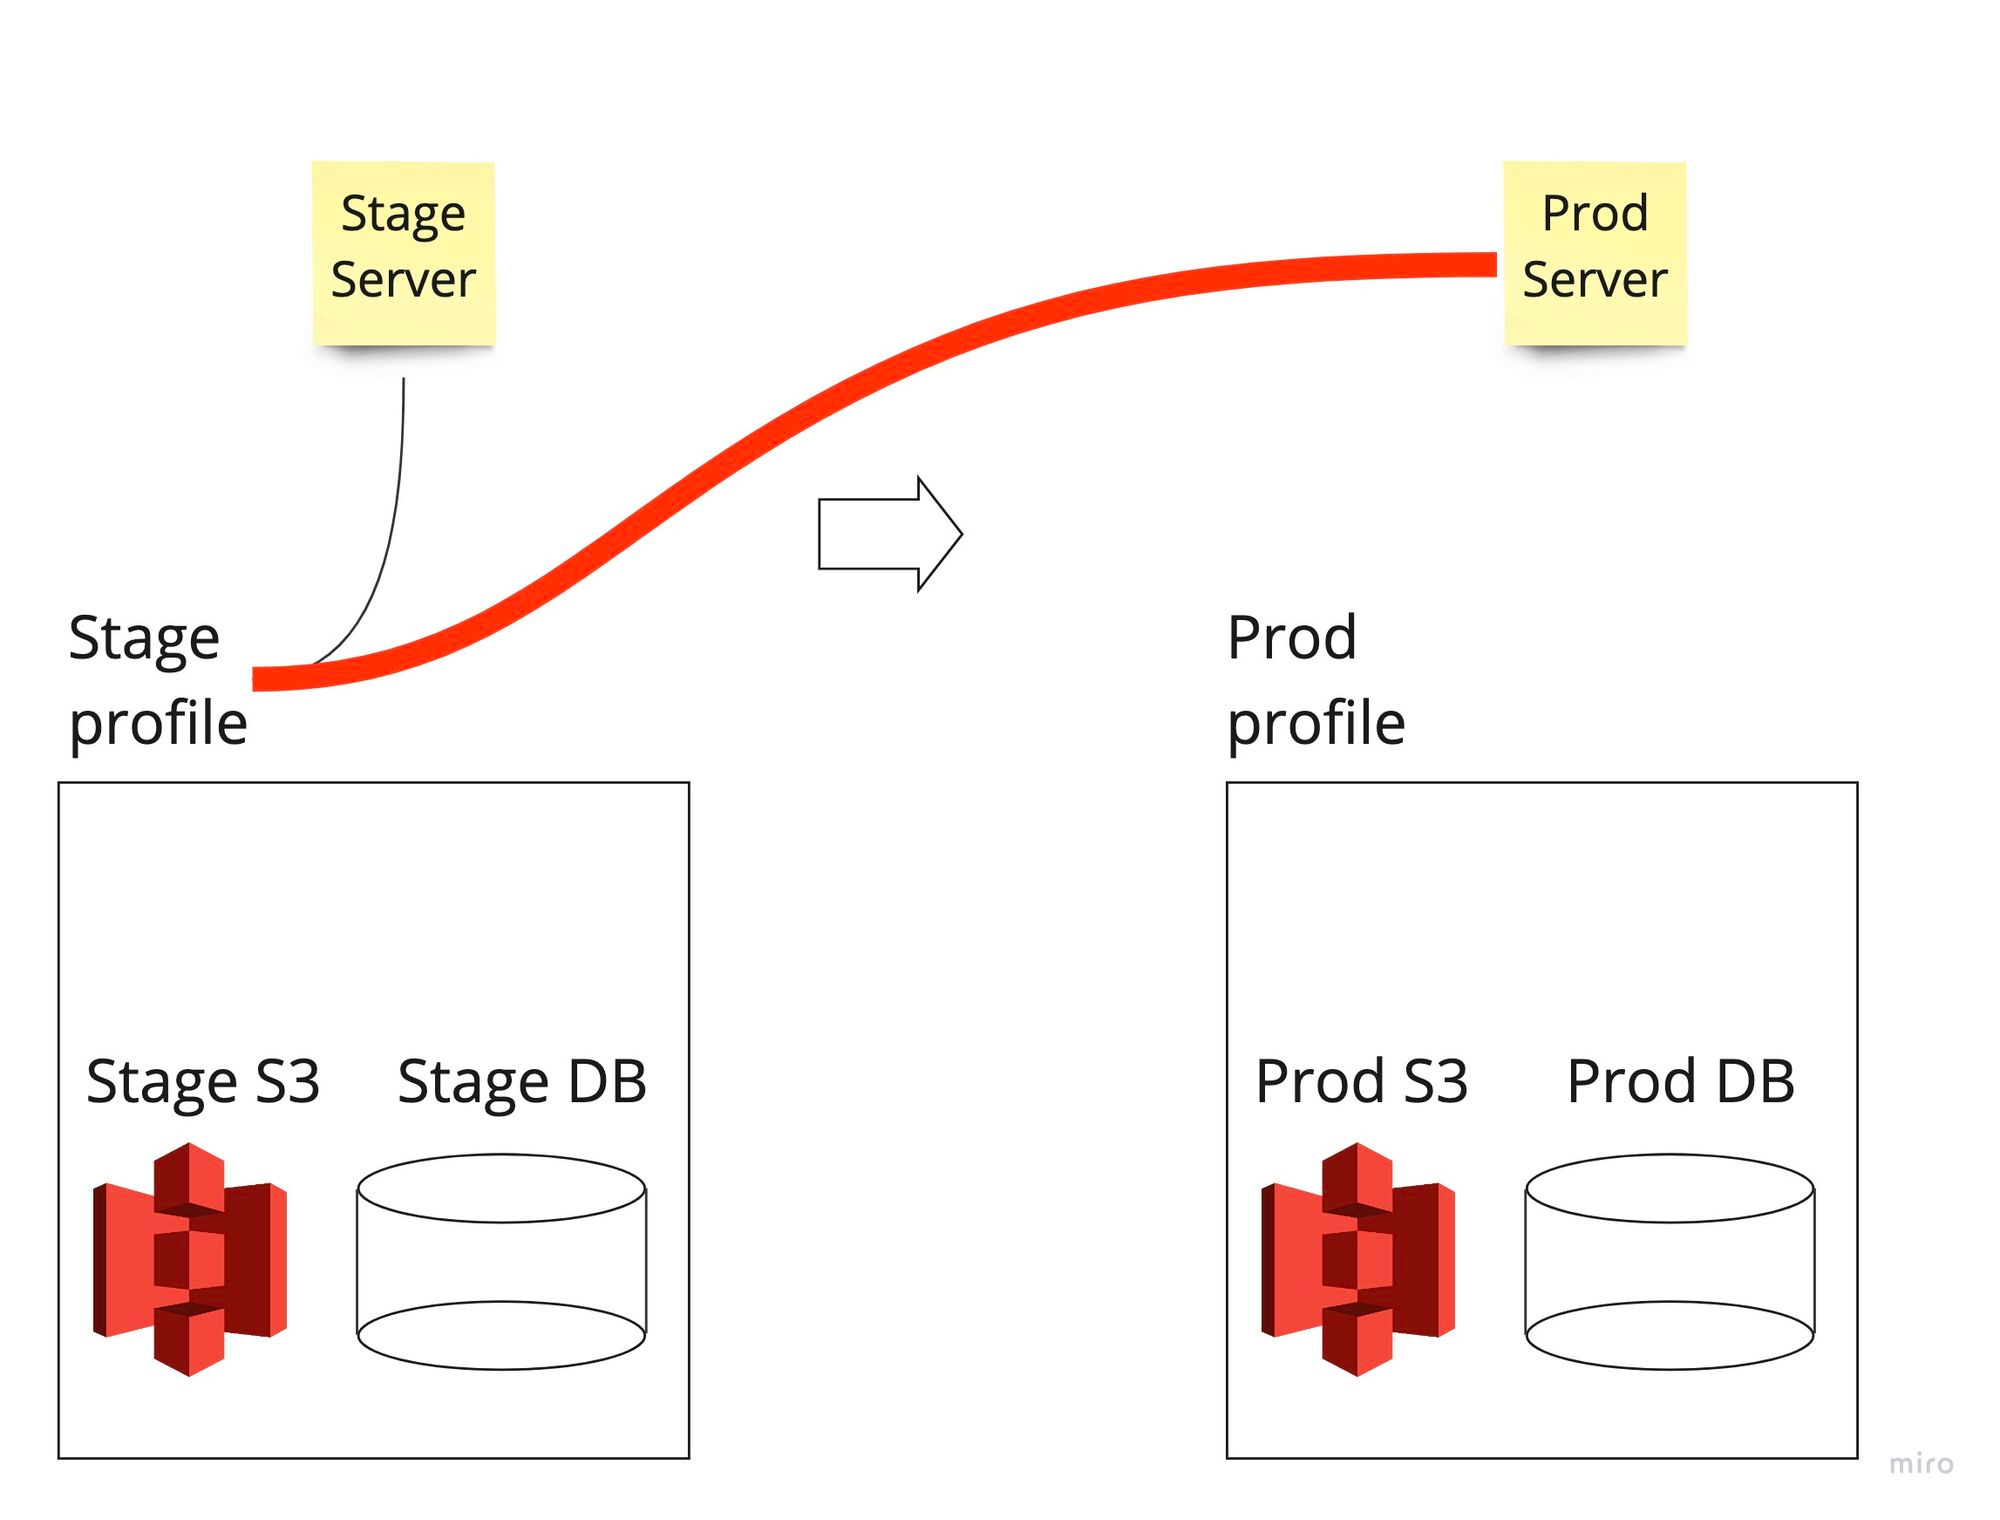 Stage
Server
Prod
Server
Stage
profile
Prod
profile
Stage S3
Stage DB
Prod S3
Prod DB
miro